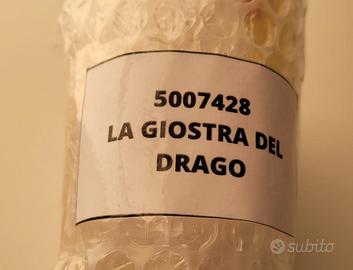 5007428
LA GIOSTRA DEL
DRAGO
subito